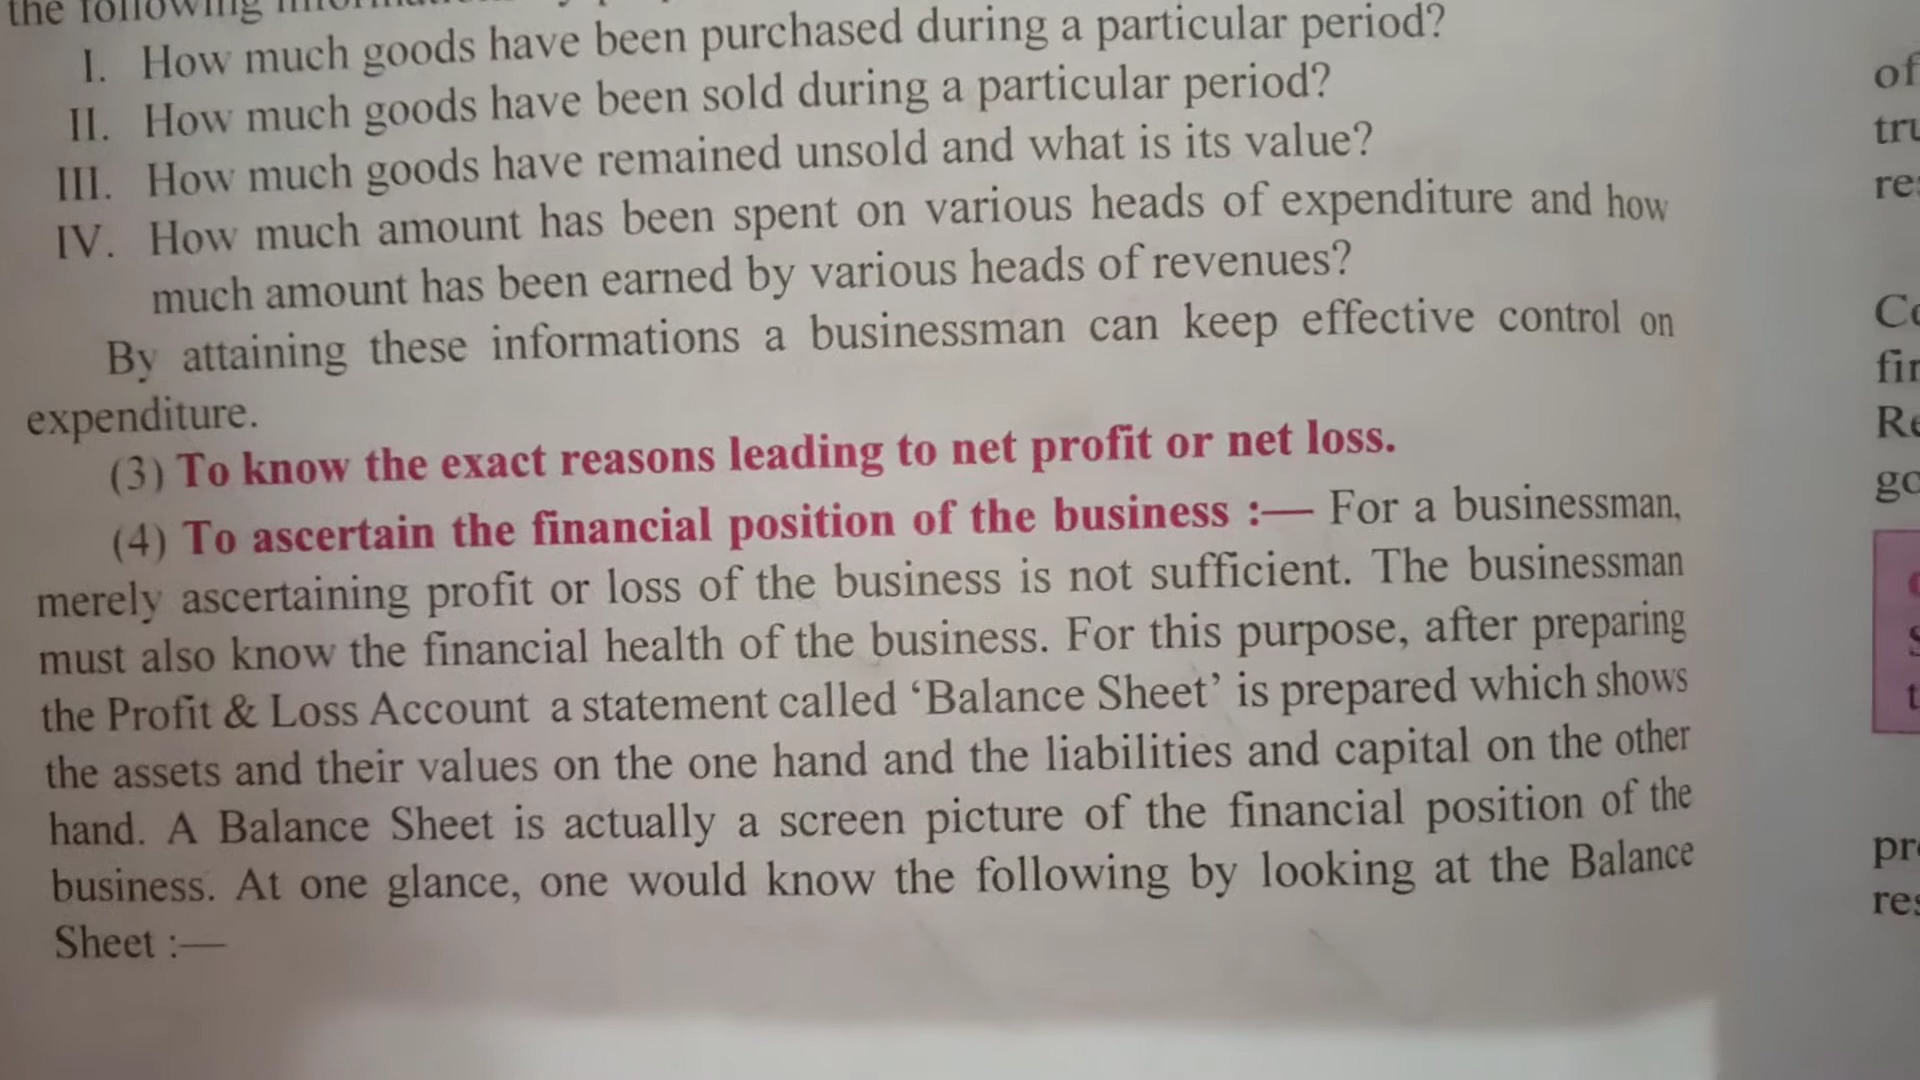 the following
I. How much goods have been purchased during a particular period?
II. How much goods have been sold during a particular period?
III. How much goods have remained unsold and what is its value?
IV. How much amount has been spent on various heads of expenditure and how
much amount has been earned by various heads of revenues?
By attaining these informations a businessman can keep effective control on
expenditure.
(3) To know the exact reasons leading to net profit or net loss.
(4) To ascertain the financial position of the business :— For a businessman,
merely ascertaining profit or loss of the business is not sufficient. The businessman
must also know the financial health of the business. For this purpose, after preparing
the Profit & Loss Account a statement called ‘Balance Sheet’ is prepared which shows
the assets and their values on the one hand and the liabilities and capital on the other
hand. A Balance Sheet is actually a screen picture of the financial position of the
business. At one glance, one would know the following by looking at the Balance
Sheet :—
of